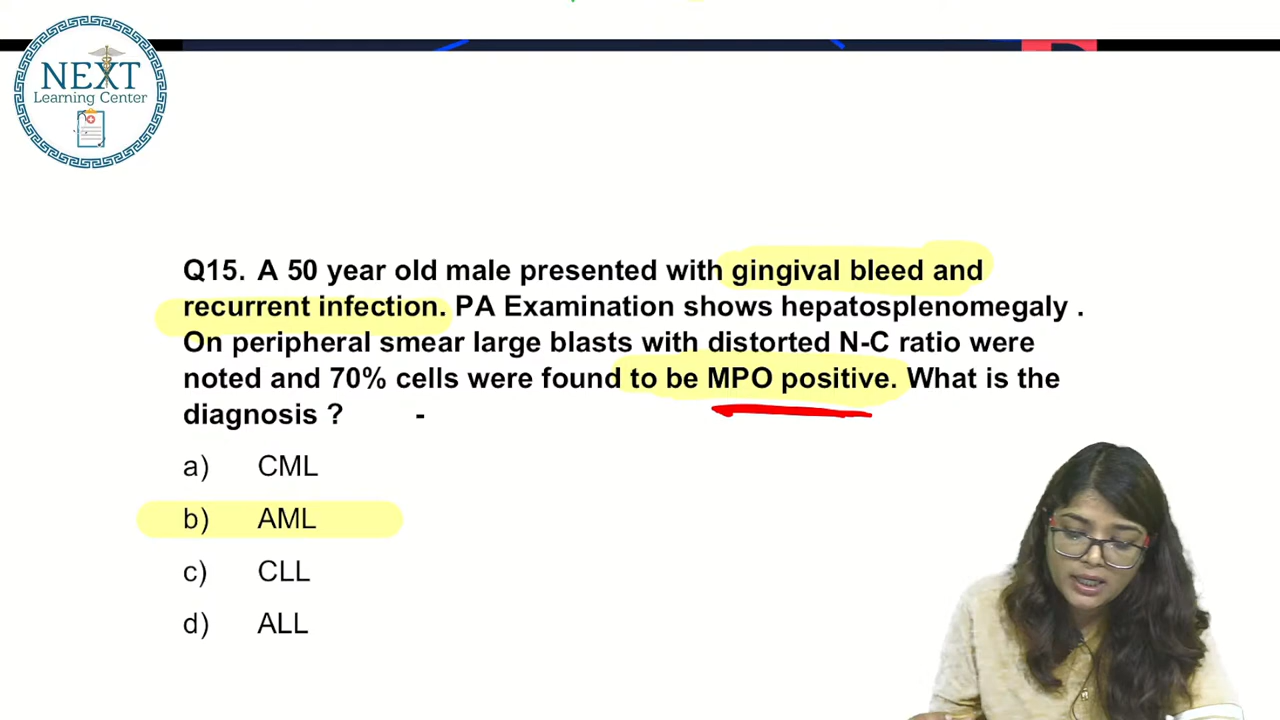 NEXT
Learning Center
Q15. A 50 year old male presented with gingival bleed and
recurrent infection. PA Examination shows hepatosplenomegaly .
On peripheral smear large blasts with distorted N-C ratio were
noted and 70% cells were found to be MPO positive. What is the
diagnosis ? -
a) CML
b) AML
c) CLL
d) ALL